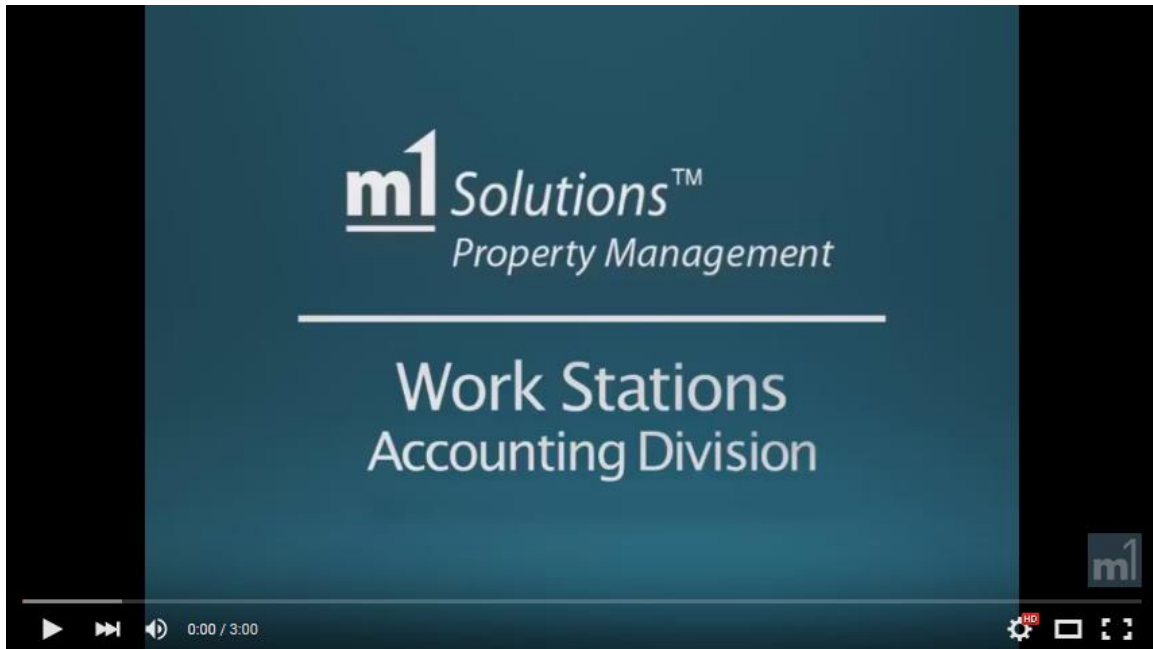 m1 Solutions™
Property Management
Work Stations
Accounting Division
m1
0:00 / 3:00
HD